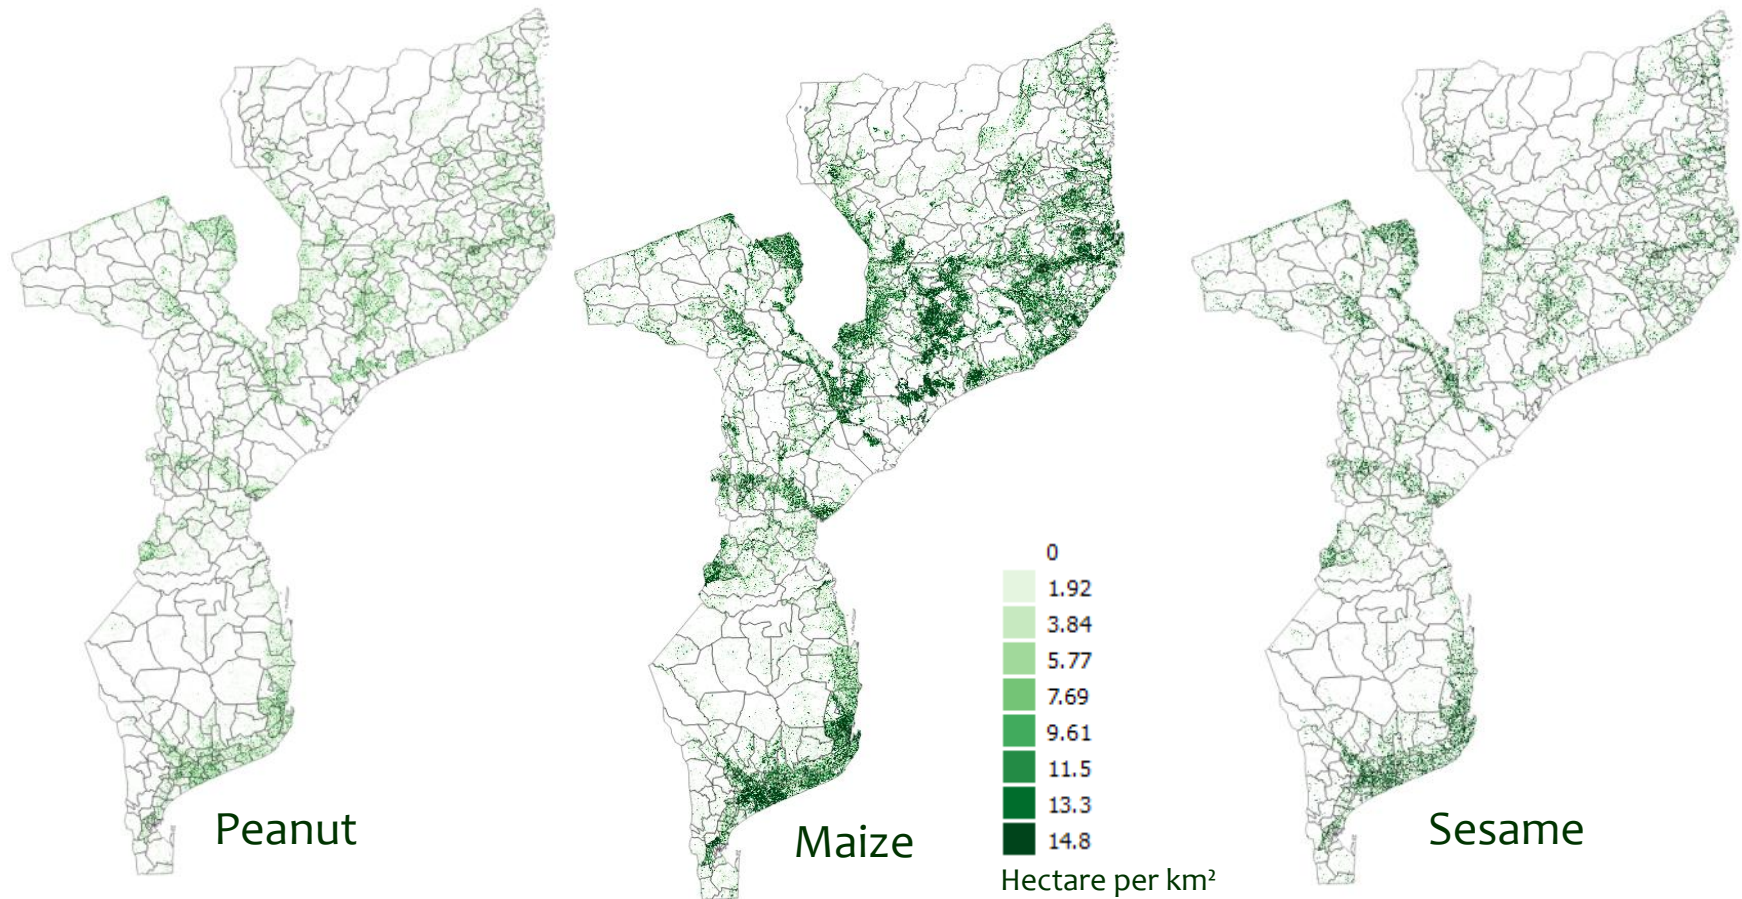 0
1.92
3.84
5.77
7.69
9.61
11.5
13.3
14.8
Hectare per km²
Peanut
Maize
Sesame